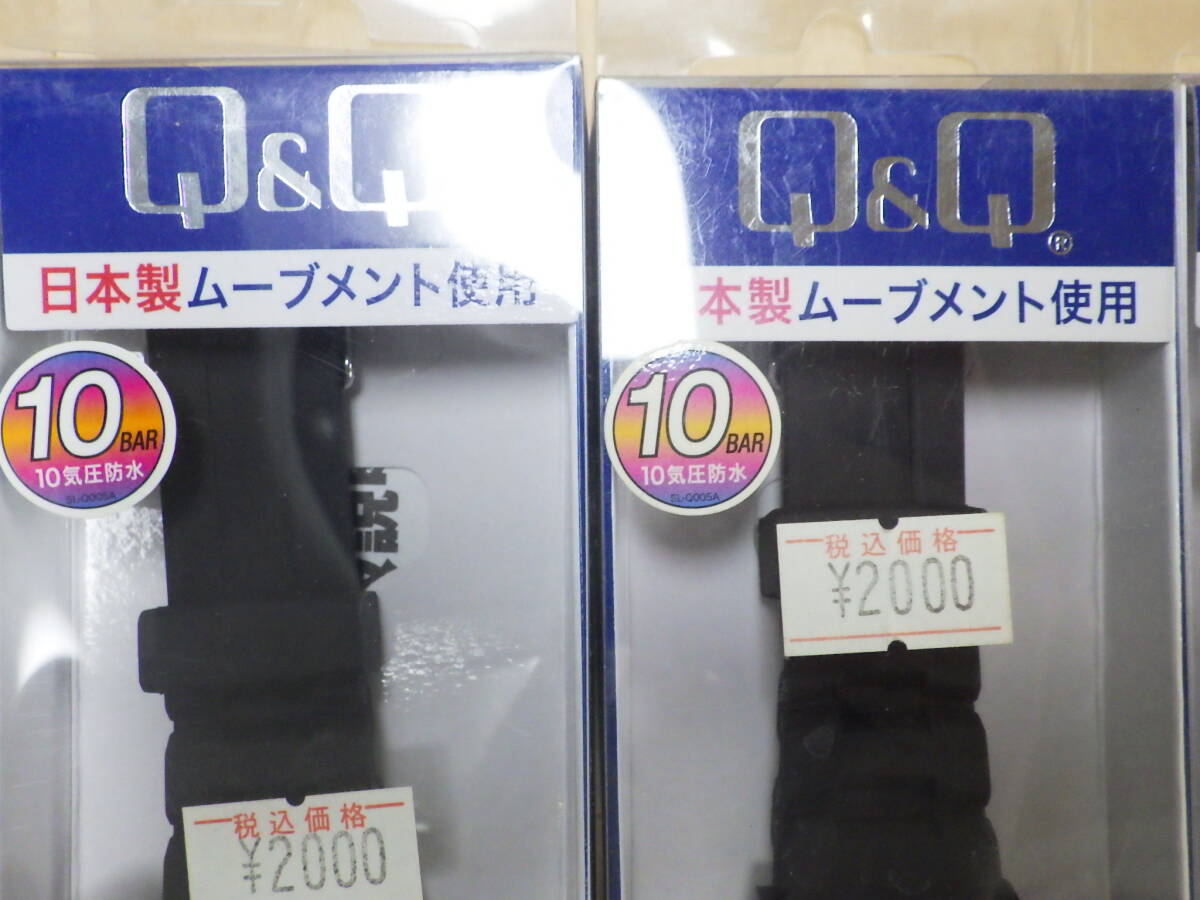 Q&Q
日本製ムーブメント使用
10 BAR
10気圧防水
SL-Q005A
税込価格
¥2000
Q&Q®
本製ムーブメント使用
10 BAR
10気圧防水
SL-Q005A
税込価格
¥2000